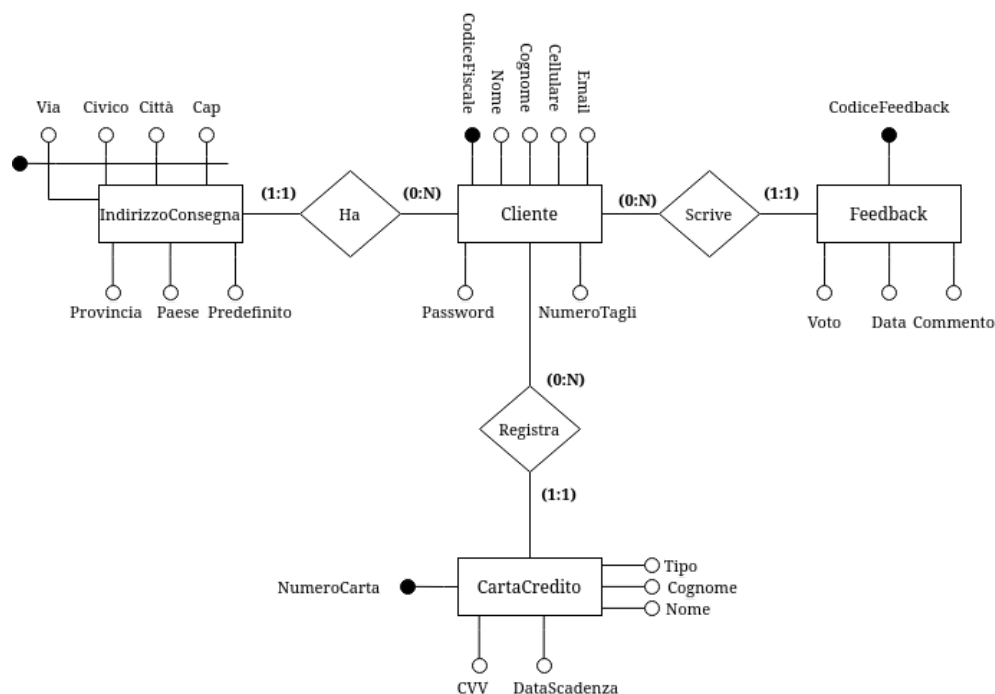 CodiceFiscale
Nome
Cognome
Cellulare
Email
Via
Civico
Città
Cap
CodiceFeedback
IndirizzoConsegna
(1:1)
Ha
(0:N)
Cliente
(0:N)
Scrive
(1:1)
Feedback
Provincia
Paese
Predefinito
Password
NumeroTagli
Voto
Data
Commento
(0:N)
Registra
(1:1)
NumeroCarta
CartaCredito
Tipo
Cognome
Nome
CVV
DataScadenza